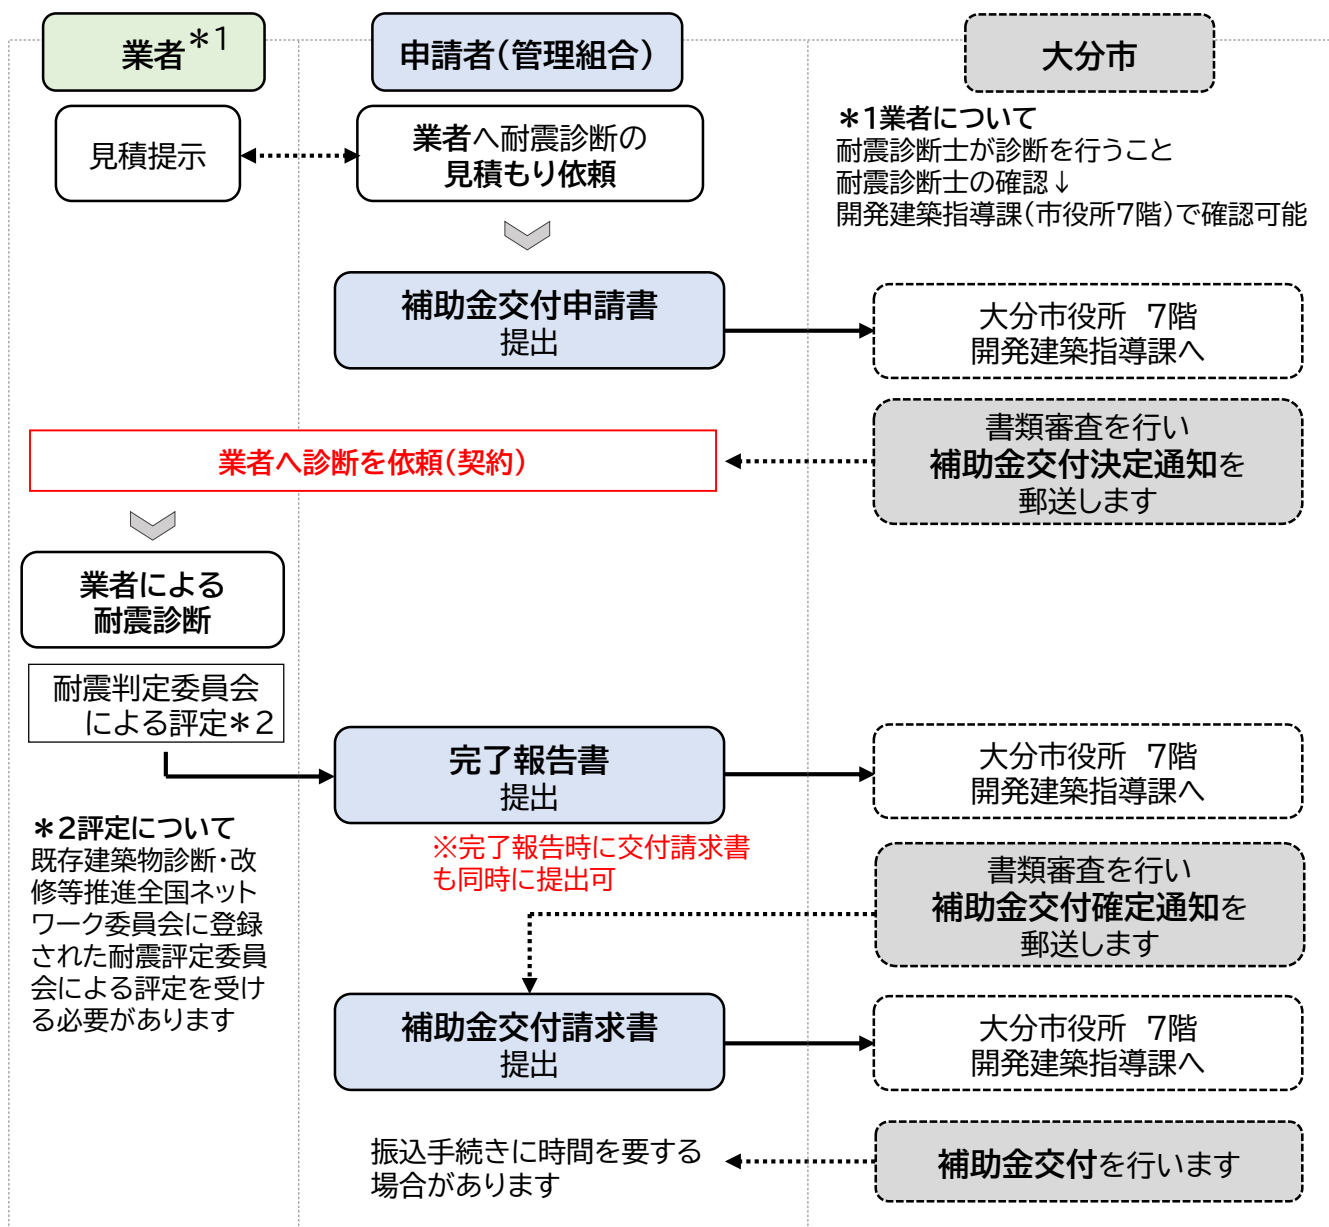 業者*1
申請者(管理組合)
大分市
見積提示
業者へ耐震診断の
見積もり依頼
*1業者について
耐震診断士が診断を行うこと
耐震診断士の確認↓
開発建築指導課(市役所7階)で確認可能
補助金交付申請書
提出
大分市役所 7階
開発建築指導課へ
業者へ診断を依頼(契約)
書類審査を行い
補助金交付決定通知を
郵送します
業者による
耐震診断
耐震判定委員会
による評定*2
完了報告書
提出
大分市役所 7階
開発建築指導課へ
*2評定について
既存建築物診断・改
修等推進全国ネット
ワーク委員会に登録
された耐震評定委員
会による評定を受け
る必要があります
※完了報告時に交付請求書
も同時に提出可
書類審査を行い
補助金交付確定通知を
郵送します
補助金交付請求書
提出
大分市役所 7階
開発建築指導課へ
振込手続きに時間を要する
場合があります
補助金交付を行います